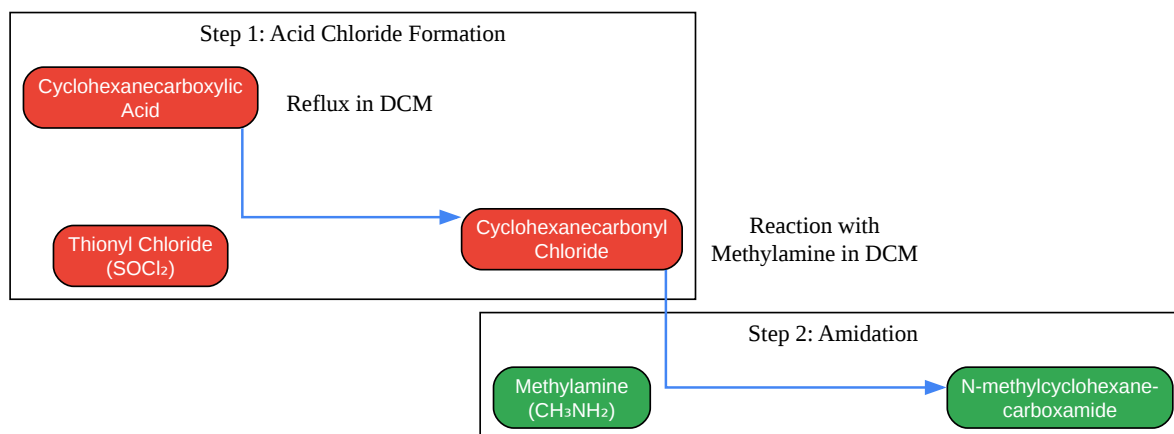 Step 1: Acid Chloride Formation
Cyclohexanecarboxylic
Acid
Reflux in DCM
Thionyl Chloride
(SOCl₂)
Cyclohexanecarbonyl
Chloride
Reaction with
Methylamine in DCM
Step 2: Amidation
Methylamine
(CH₃NH₂)
N-methylcyclohexane-
carboxamide